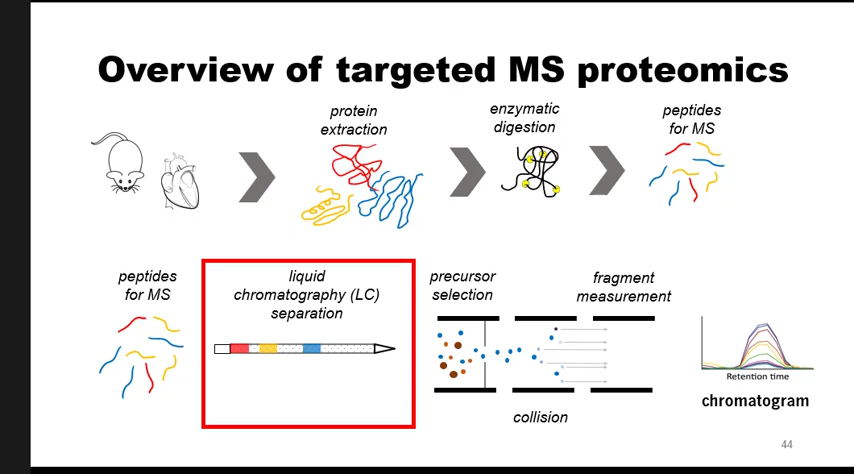 Overview of targeted MS proteomics
protein
extraction
enzymatic
digestion
peptides
for MS
peptides
for MS
liquid
chromatography (LC)
separation
precursor
selection
fragment
measurement
collision
Retention time
chromatogram
44